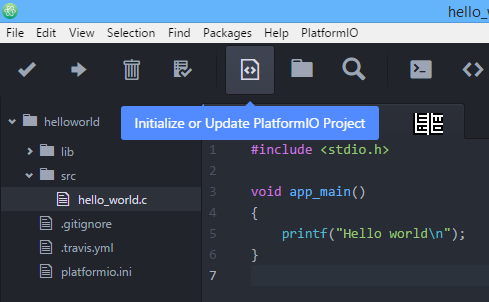 hello_w
File Edit View Selection Find Packages Help PlatformIO
Initialize or Update PlatformIO Project
helloworld
lib
src
hello_world.c
.gitignore
.travis.yml
platformio.ini
1 #include <stdio.h>
2
3 void app_main()
4 {
5 printf("Hello world\n");
6 }
7